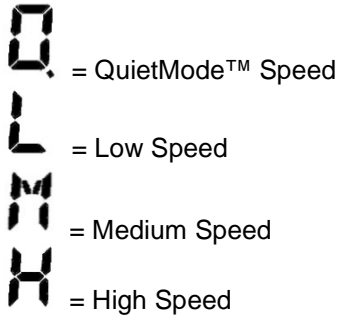 Q = QuietMode™ Speed
L = Low Speed
M = Medium Speed
H = High Speed